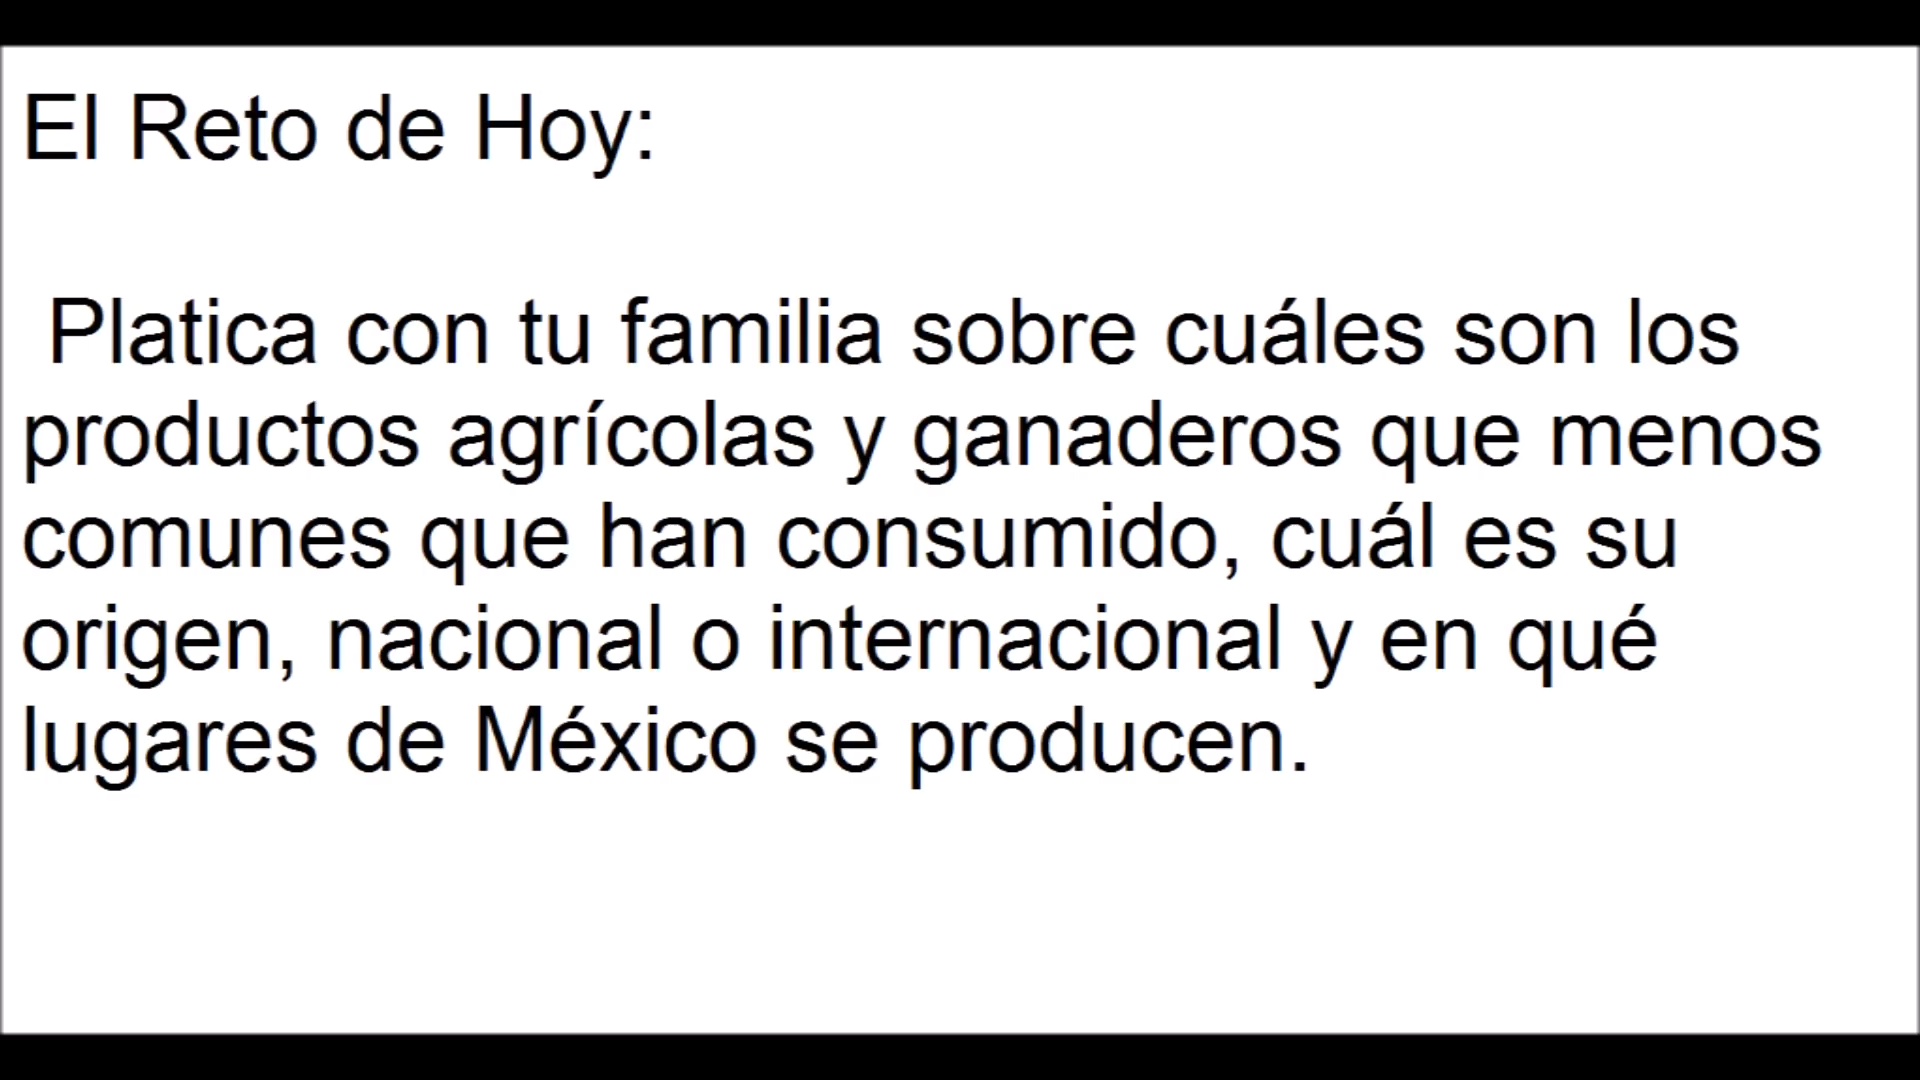 El Reto de Hoy:
Platica con tu familia sobre cuáles son los
productos agrícolas y ganaderos que menos
comunes que han consumido, cuál es su
origen, nacional o internacional y en qué
lugares de México se producen.